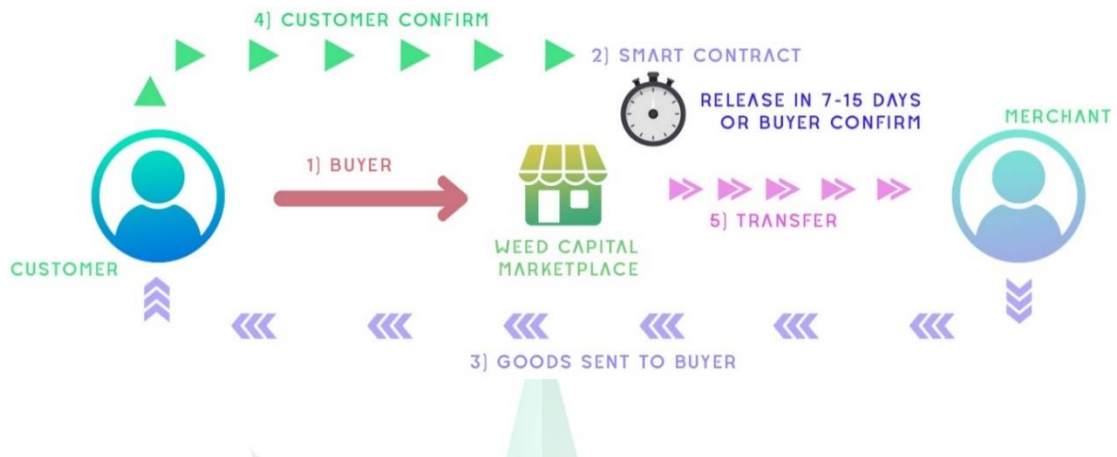 4) CUSTOMER CONFIRM
2) SMART CONTRACT
RELEASE IN 7-15 DAYS
OR BUYER CONFIRM
MERCHANT
1) BUYER
5) TRANSFER
WEED CAPITAL
MARKETPLACE
CUSTOMER
3) GOODS SENT TO BUYER